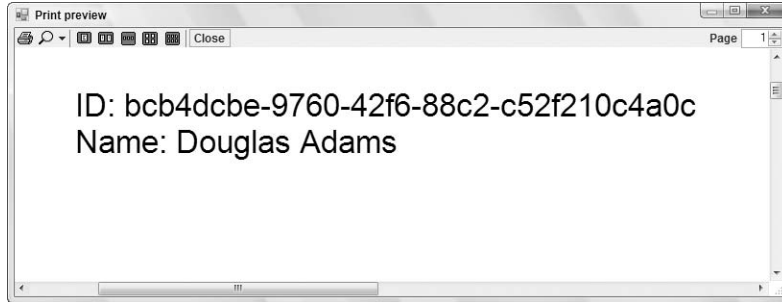 Print preview
Close
Page 1
ID: bcb4dcbe-9760-42f6-88c2-c52f210c4a0c
Name: Douglas Adams